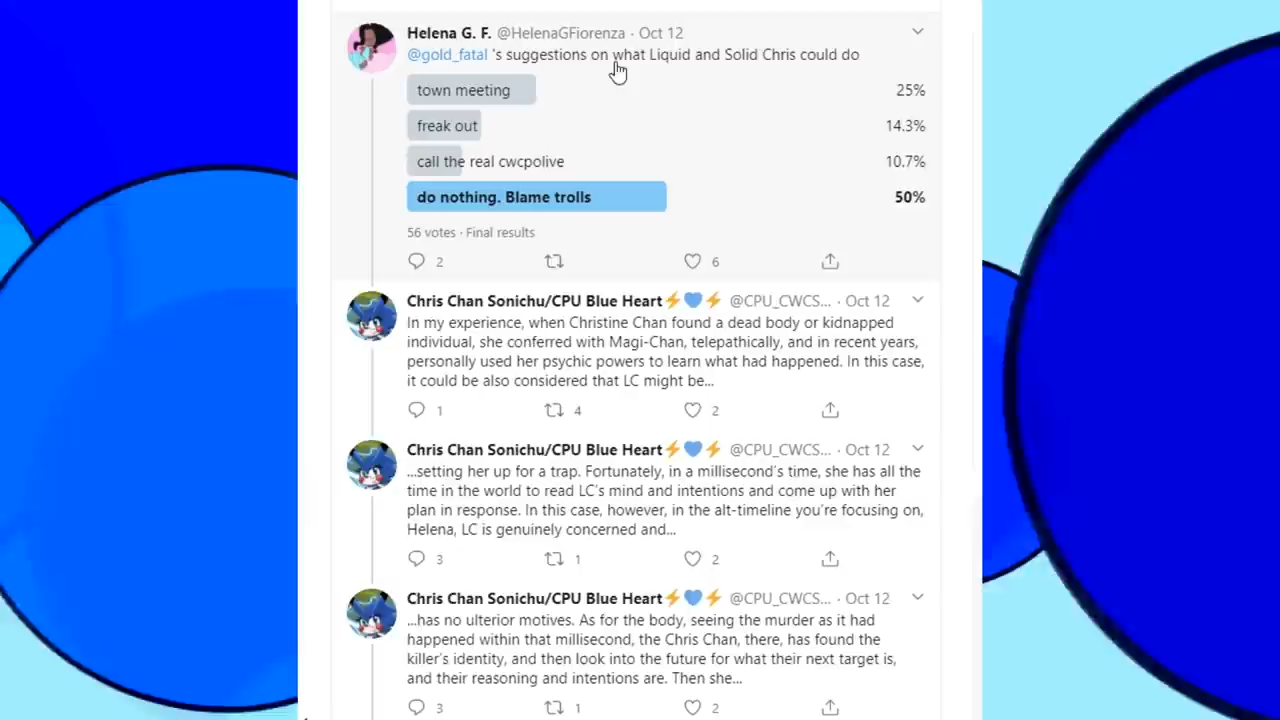 Helena G. F. @HelenaGFiorenza · Oct 12
@gold_fatal 's suggestions on what Liquid and Solid Chris could do
town meeting 25%
freak out 14.3%
call the real cwcpolive 10.7%
do nothing. Blame trolls 50%
56 votes · Final results
2 6
Chris Chan Sonichu/CPU Blue Heart⚡💙⚡ @CPU_CWCS... · Oct 12
In my experience, when Christine Chan found a dead body or kidnapped
individual, she conferred with Magi-Chan, telepathically, and in recent years,
personally used her psychic powers to learn what had happened. In this case,
it could be also considered that LC might be...
1 4 2
Chris Chan Sonichu/CPU Blue Heart⚡💙⚡ @CPU_CWCS... · Oct 12
...setting her up for a trap. Fortunately, in a millisecond's time, she has all the
time in the world to read LC's mind and intentions and come up with her
plan in response. In this case, however, in the alt-timeline you're focusing on,
Helena, LC is genuinely concerned and...
3 1 2
Chris Chan Sonichu/CPU Blue Heart⚡💙⚡ @CPU_CWCS... · Oct 12
...has no ulterior motives. As for the body, seeing the murder as it had
happened within that millisecond, the Chris Chan, there, has found the
killer's identity, and then look into the future for what their next target is,
and their reasoning and intentions are. Then she...
3 1 2